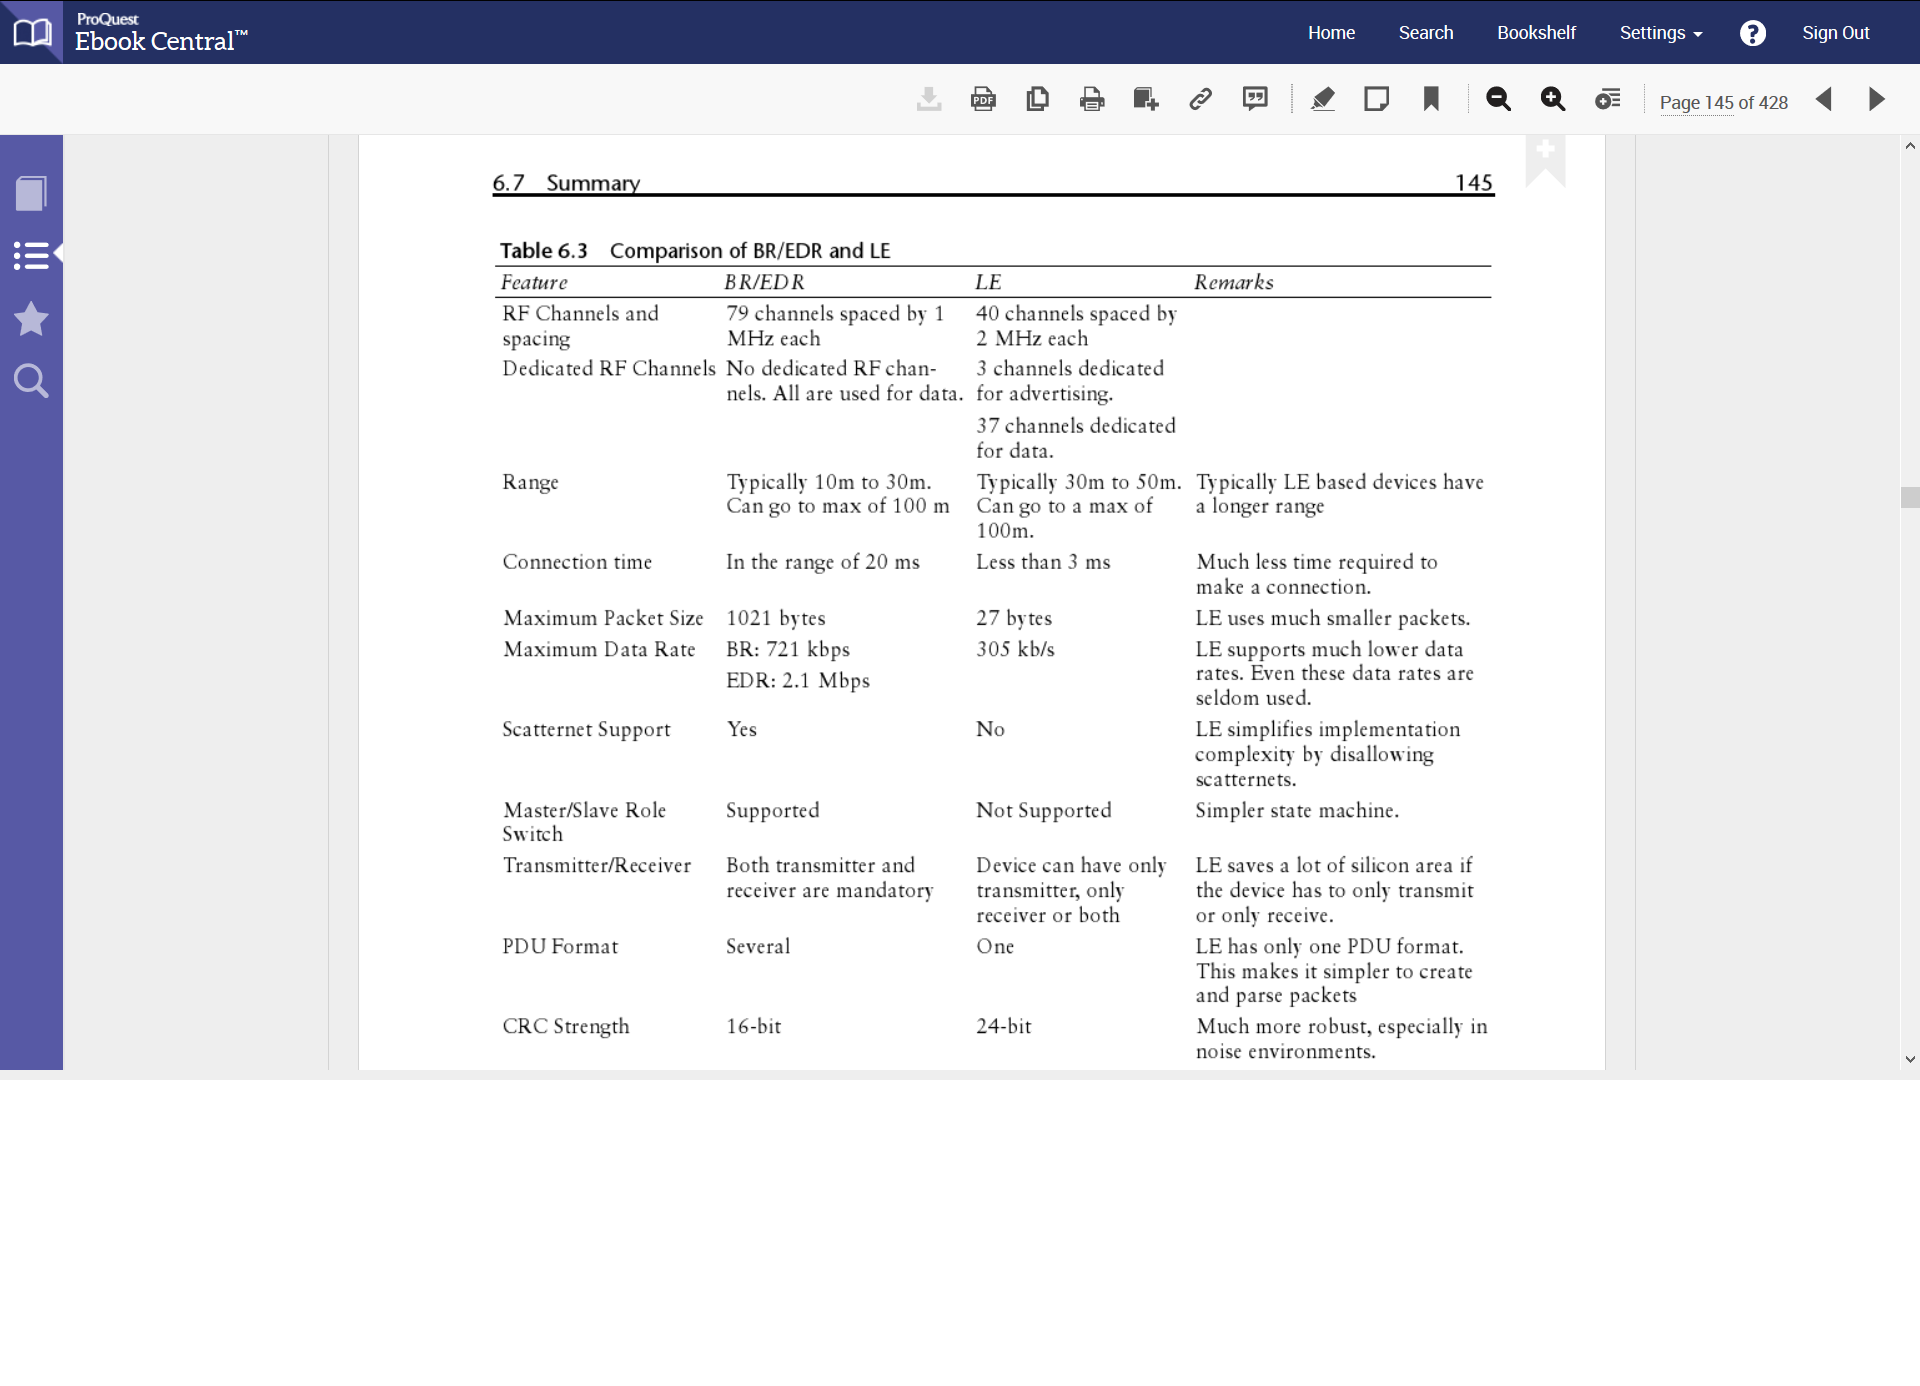 ProQuest
Ebook Central™
Home Search Bookshelf Settings ? Sign Out
PDF
Page 145 of 428
6.7 Summary 145
Table 6.3 Comparison of BR/EDR and LE
Feature BR/EDR LE Remarks
RF Channels and 79 channels spaced by 1 40 channels spaced by
spacing MHz each 2 MHz each
Dedicated RF Channels No dedicated RF chan- 3 channels dedicated
nels. All are used for data. for advertising.
37 channels dedicated
for data.
Range Typically 10m to 30m. Typically 30m to 50m. Typically LE based devices have
Can go to max of 100 m Can go to a max of a longer range
100m.
Connection time In the range of 20 ms Less than 3 ms Much less time required to
make a connection.
Maximum Packet Size 1021 bytes 27 bytes LE uses much smaller packets.
Maximum Data Rate BR: 721 kbps 305 kb/s LE supports much lower data
EDR: 2.1 Mbps rates. Even these data rates are
seldom used.
Scatternet Support Yes No LE simplifies implementation
complexity by disallowing
scatternets.
Master/Slave Role Supported Not Supported Simpler state machine.
Switch
Transmitter/Receiver Both transmitter and Device can have only LE saves a lot of silicon area if
receiver are mandatory transmitter, only the device has to only transmit
receiver or both or only receive.
PDU Format Several One LE has only one PDU format.
This makes it simpler to create
and parse packets
CRC Strength 16-bit 24-bit Much more robust, especially in
noise environments.